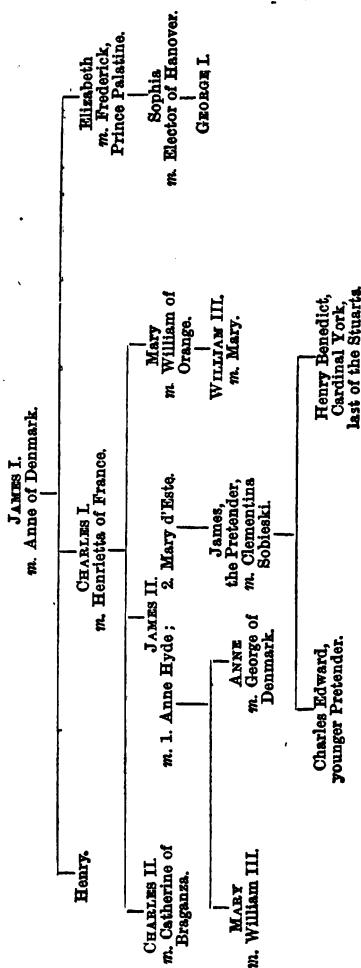 JAMES I.
m. Anne of Denmark.
Henry.
CHARLES I.
m. Henrietta of France.
Elizabeth
m. Frederick,
Prince Palatine.
CHARLES II.
m. Catherine of
Braganza.
JAMES II.
m. 1. Anne Hyde; 2. Mary d'Este.
Mary
m. William of
Orange.
Sophia
m. Elector of Hanover.
MARY
m. William III.
ANNE
m. George of
Denmark.
James,
the Pretender,
m. Clementina
Sobieski.
WILLIAM III.
m. Mary.
GEORGE I.
Charles Edward,
younger Pretender.
Henry Benedict,
Cardinal York,
last of the Stuarts.